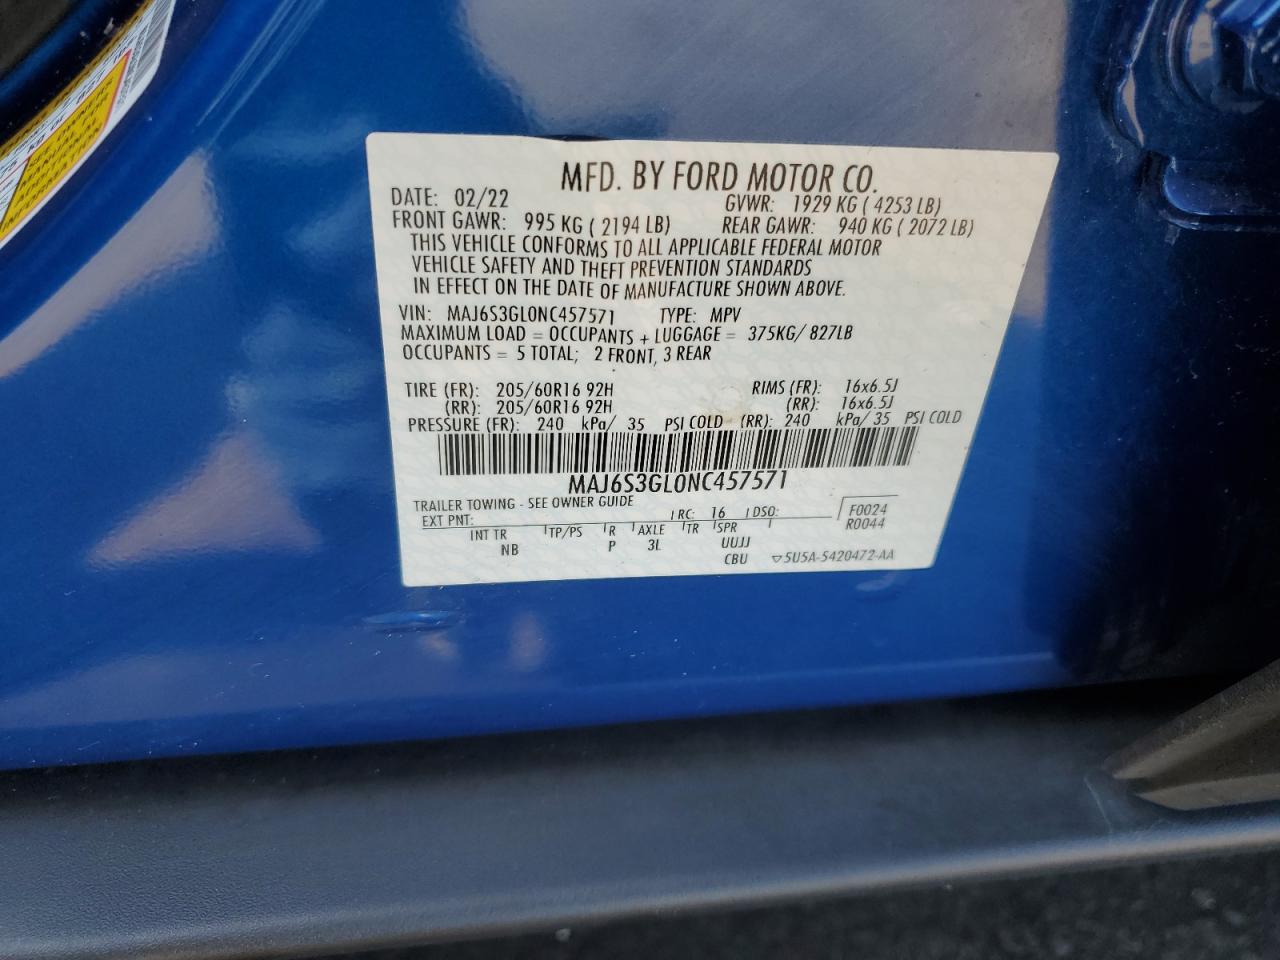 MFD. BY FORD MOTOR CO.
DATE: 02/22 GVWR: 1929 KG ( 4253 LB)
FRONT GAWR: 995 KG ( 2194 LB) REAR GAWR: 940 KG ( 2072 LB)
THIS VEHICLE CONFORMS TO ALL APPLICABLE FEDERAL MOTOR
VEHICLE SAFETY AND THEFT PREVENTION STANDARDS
IN EFFECT ON THE DATE OF MANUFACTURE SHOWN ABOVE.
VIN: MAJ6S3GL0NC457571 TYPE: MPV
MAXIMUM LOAD = OCCUPANTS + LUGGAGE = 375KG/ 827LB
OCCUPANTS = 5 TOTAL; 2 FRONT, 3 REAR
TIRE (FR): 205/60R16 92H RIMS (FR): 16x6.5J
(RR): 205/60R16 92H (RR): 16x6.5J
PRESSURE (FR): 240 kPa/ 35 PSI COLD (RR): 240 kPa/ 35 PSI COLD
MAJ6S3GL0NC457571
TRAILER TOWING - SEE OWNER GUIDE
EXT PNT: RC: 16 DSO: F0024
R0044
INT TR TP/PS R AXLE TR SPR
NB P 3L UUJJ
CBU ▽5U5A-5420472-AA
SEE OWNERS
MANUAL FOR
ADDITIONAL
INFORMATION